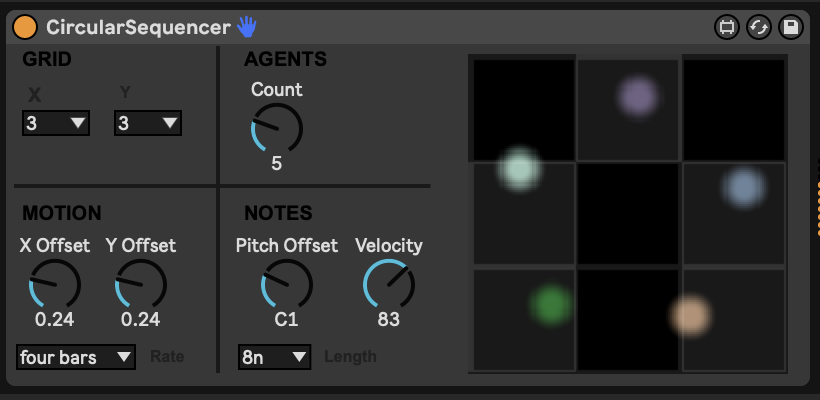 CircularSequencer
GRID
X Y
3 3
AGENTS
Count
5
MOTION
X Offset Y Offset
0.24 0.24
four bars Rate
NOTES
Pitch Offset Velocity
C1 83
8n Length